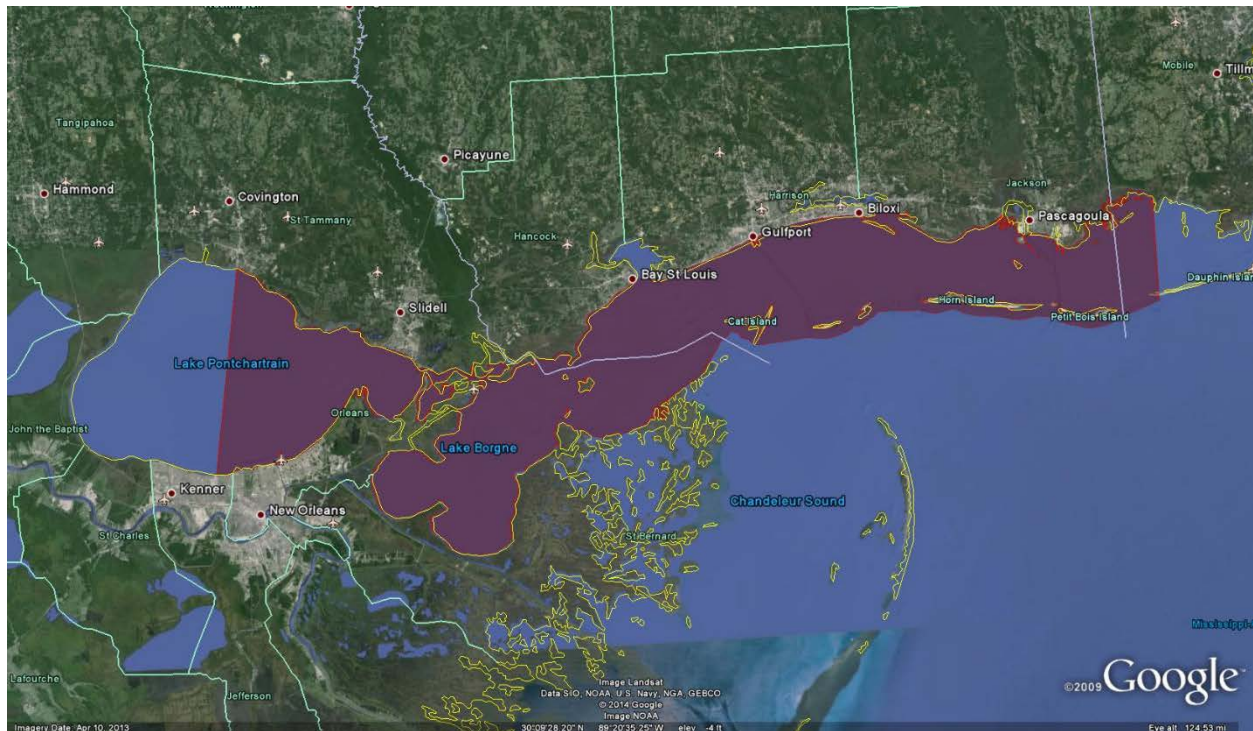 Washington
Mobile
Tillm
Tangipahoa
Picayune
Hammond
Covington
St Tammany
Harrison
Jackson
Biloxi
Pascagoula
Hancock
Gulfport
Bay St Louis
Dauphin Islan
Slidell
Horn Island
Cat Island
Petit Bois Island
Lake Pontchartrain
Orleans
John the Baptist
Lake Borgne
Kenner
New Orleans
Chandeleur Sound
St Charles
St Bernard
Lafourche
Jefferson
Image Landsat
Data SIO, NOAA, U.S. Navy, NGA, GEBCO
© 2014 Google
Image NOAA
©2009 Google
Imagery Date: Apr 10, 2013 30°09'28.20" N 89°20'35.25" W elev -4 ft Eye alt 124.53 mi